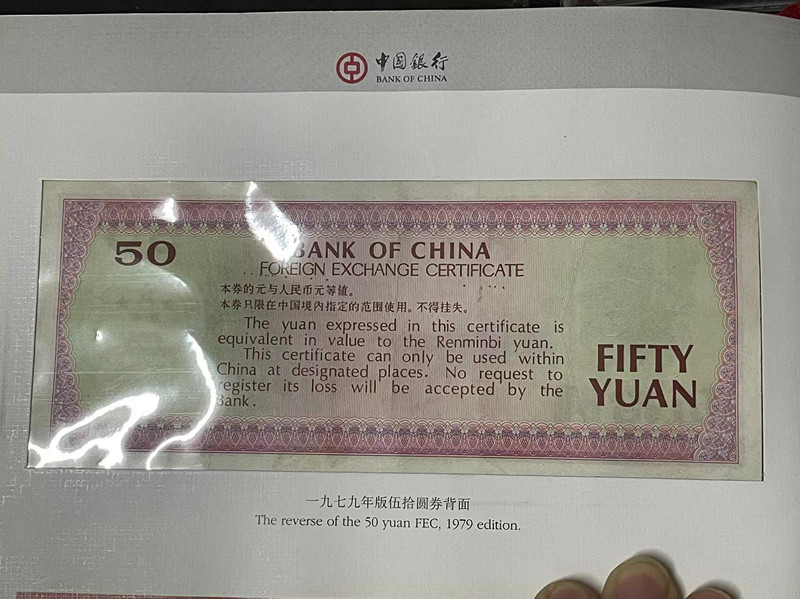 中国銀行
BANK OF CHINA
50
BANK OF CHINA
FOREIGN EXCHANGE CERTIFICATE
本券的元与人民币元等值。
本券只限在中国境内指定的范围使用。不得挂失。
The yuan expressed in this certificate is
equivalent in value to the Renminbi yuan.
This certificate can only be used within
China at designated places. No request to
register its loss will be accepted by the
Bank.
FIFTY
YUAN
一九七九年版伍拾圆券背面
The reverse of the 50 yuan FEC, 1979 edition.